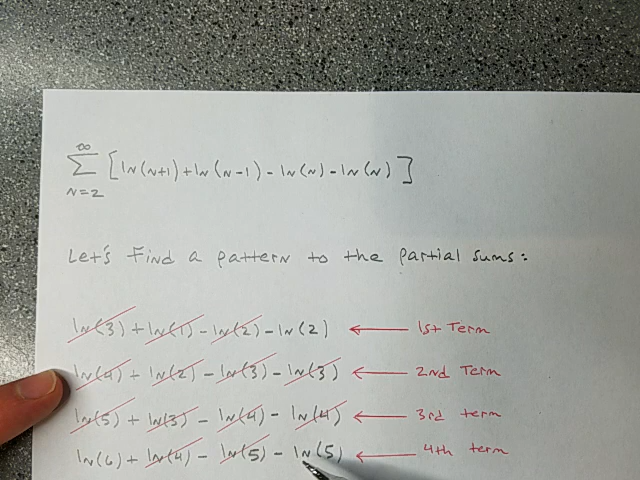 ∞
∑ [ln(n+1)+ln(n-1)-ln(n)-ln(n)]
n=2
Let's Find a pattern to the partial sums:
ln(3)+ln(1)-ln(2)-ln(2) ← 1st Term
ln(4)+ln(2)-ln(3)-ln(3) ← 2nd Term
ln(5)+ln(3)-ln(4)-ln(4) ← 3rd term
ln(6)+ln(4)-ln(5)-ln(5) ← 4th term